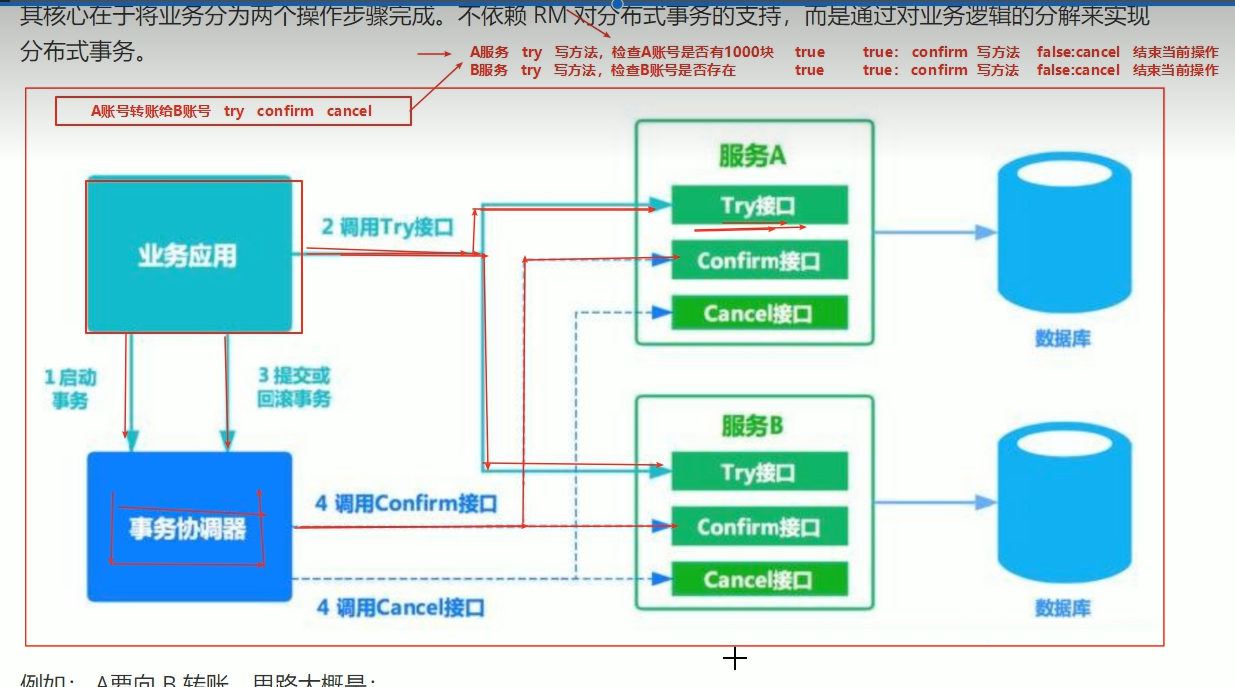 其核心在于将业务分为两个操作步骤完成。不依赖 RM 对分布式事务的支持，而是通过对业务逻辑的分解来实现
分布式事务。
A服务 try 写方法，检查A账号是否有1000块 true true： confirm 写方法 false:cancel 结束当前操作
B服务 try 写方法，检查B账号是否存在 true true： confirm 写方法 false:cancel 结束当前操作
A账号转账给B账号 try confirm cancel
服务A
Try接口
2 调用Try接口
业务应用
Confirm接口
Cancel接口
数据库
1 启动
事务
3 提交或
回滚事务
服务B
Try接口
4 调用Confirm接口
事务协调器
Confirm接口
Cancel接口
4 调用Cancel接口
数据库
例如： A要向 B 转账，思路大概是：